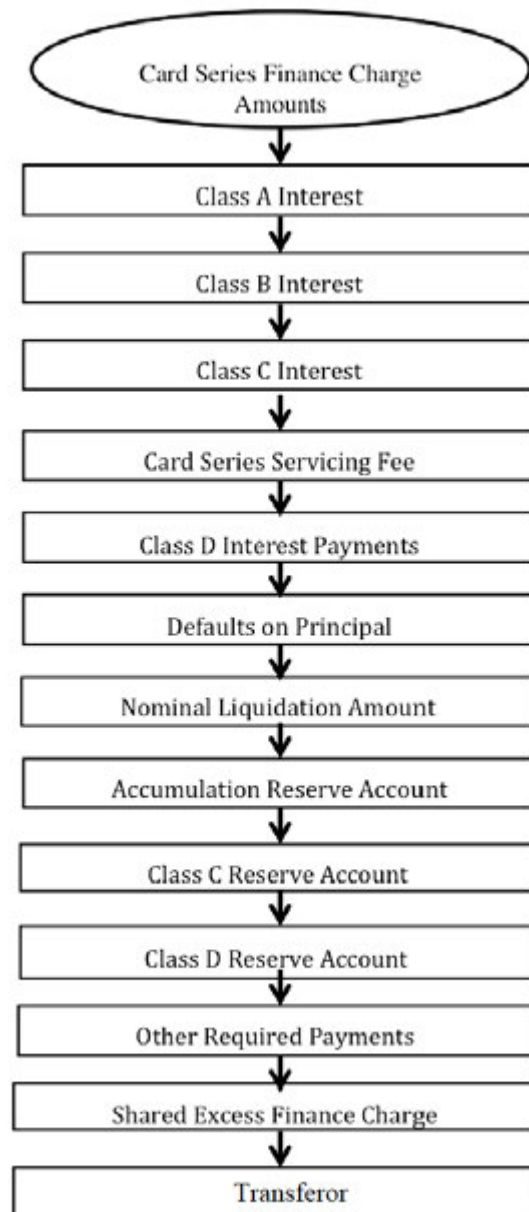 Card Series Finance Charge
Amounts
Class A Interest
Class B Interest
Class C Interest
Card Series Servicing Fee
Class D Interest Payments
Defaults on Principal
Nominal Liquidation Amount
Accumulation Reserve Account
Class C Reserve Account
Class D Reserve Account
Other Required Payments
Shared Excess Finance Charge
Transferor